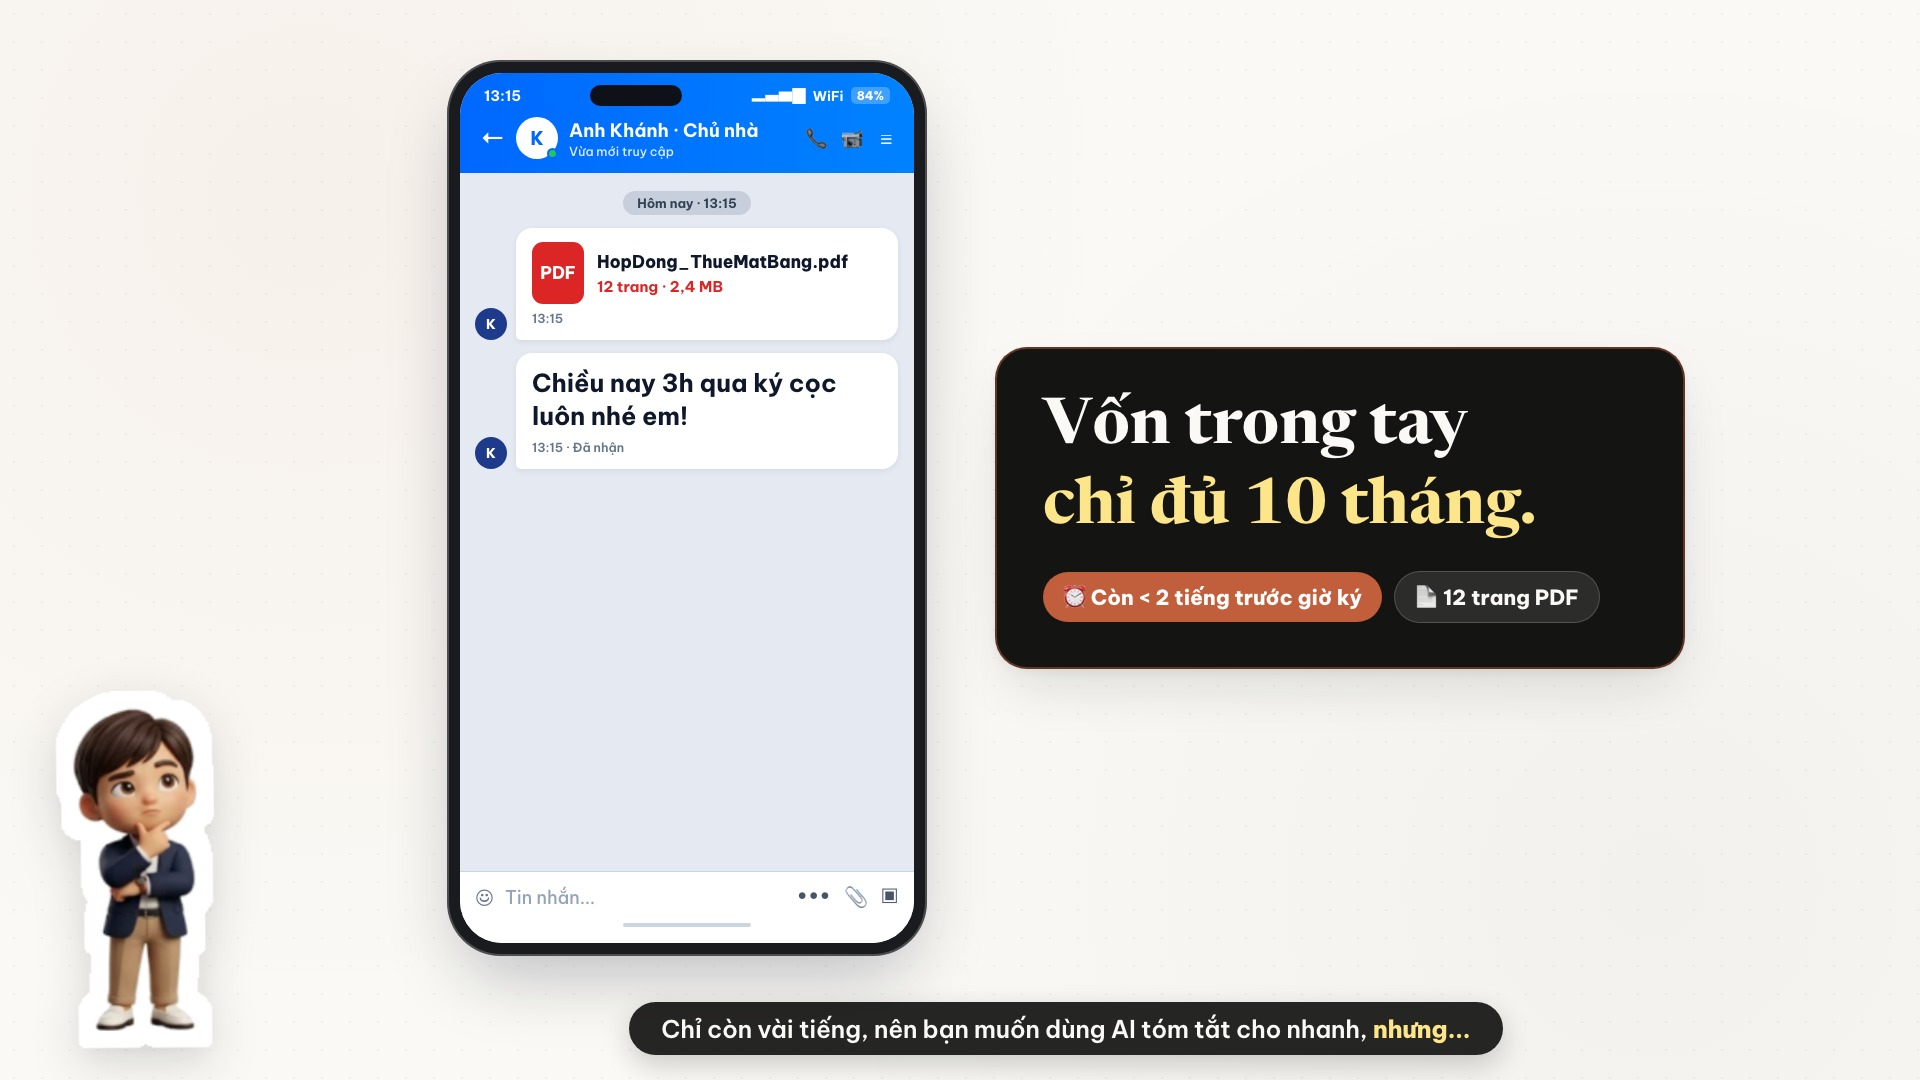 13:15
WiFi 84%
K
Anh Khánh · Chủ nhà
Vừa mới truy cập
Hôm nay · 13:15
PDF
HopDong_ThueMatBang.pdf
12 trang · 2,4 MB
13:15
K
Chiều nay 3h qua ký cọc
luôn nhé em!
13:15 · Đã nhận
K
Tin nhắn...
Vốn trong tay
chỉ đủ 10 tháng.
Còn < 2 tiếng trước giờ ký
12 trang PDF
Chỉ còn vài tiếng, nên bạn muốn dùng AI tóm tắt cho nhanh, nhưng...